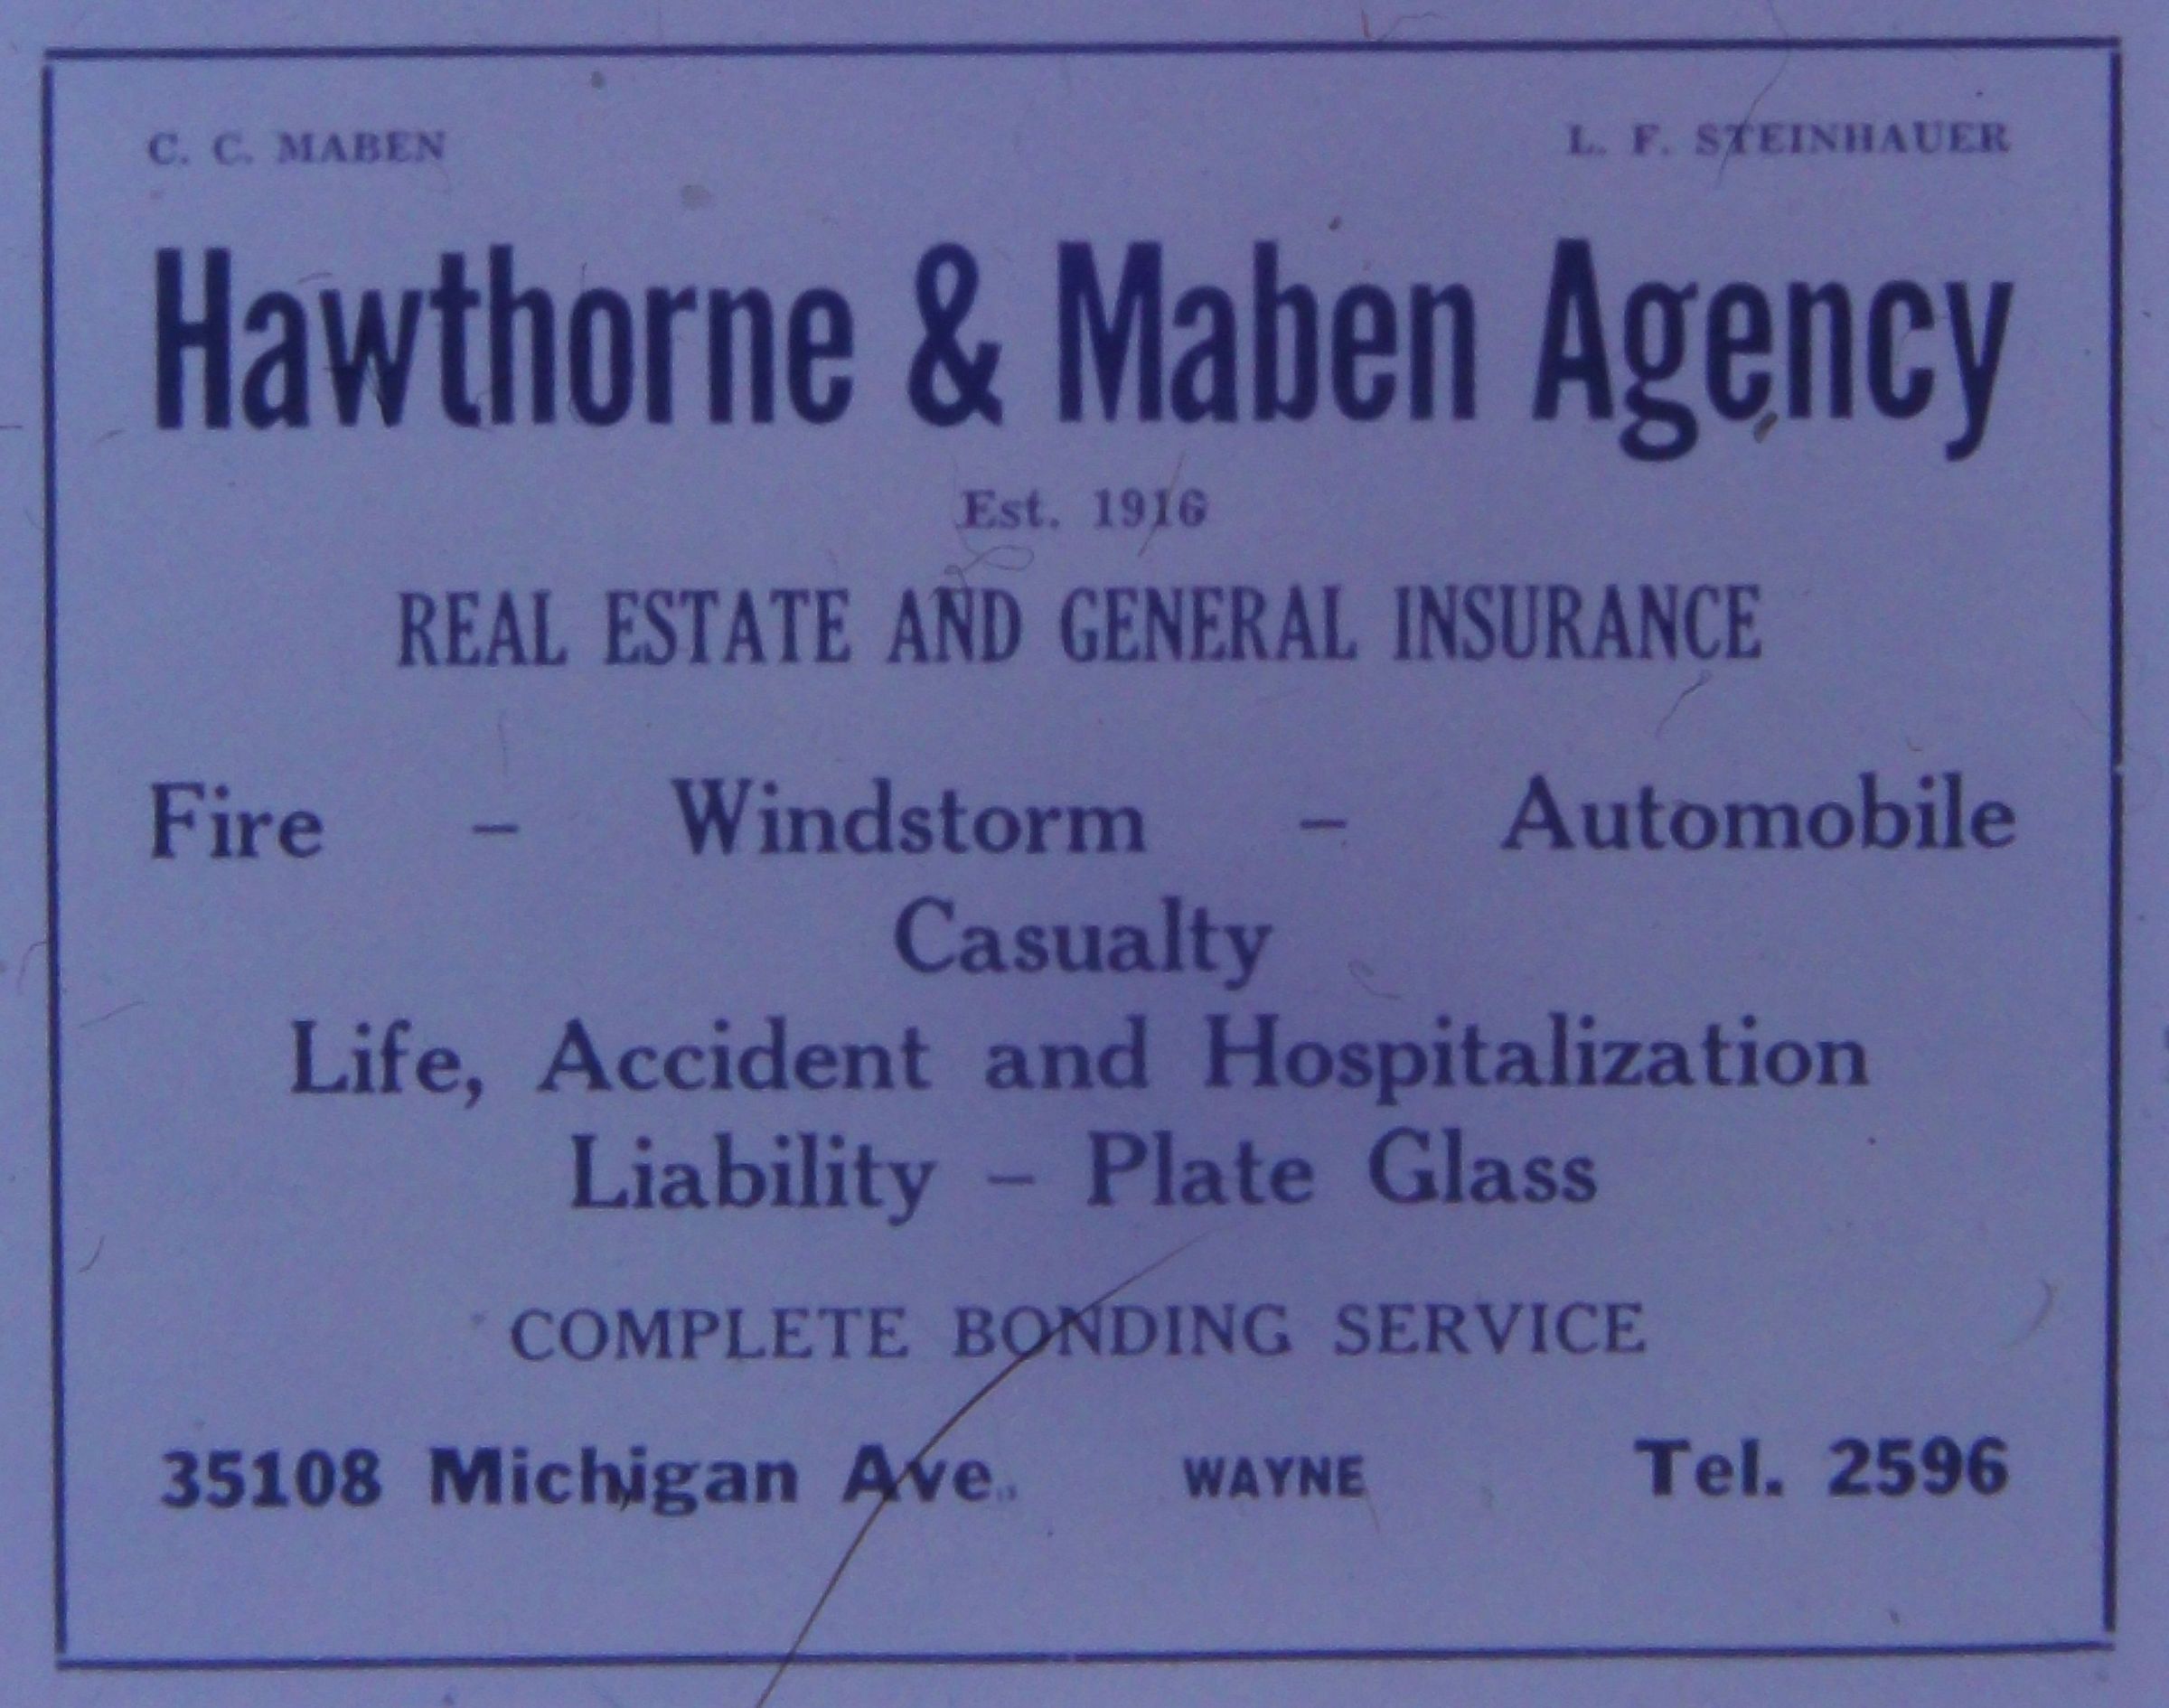 C. C. MABEN L. F. STEINHAUER
Hawthorne & Maben Agency
Est. 1916
REAL ESTATE AND GENERAL INSURANCE
Fire – Windstorm – Automobile
Casualty
Life, Accident and Hospitalization
Liability – Plate Glass
COMPLETE BONDING SERVICE
35108 Michigan Ave. WAYNE Tel. 2596